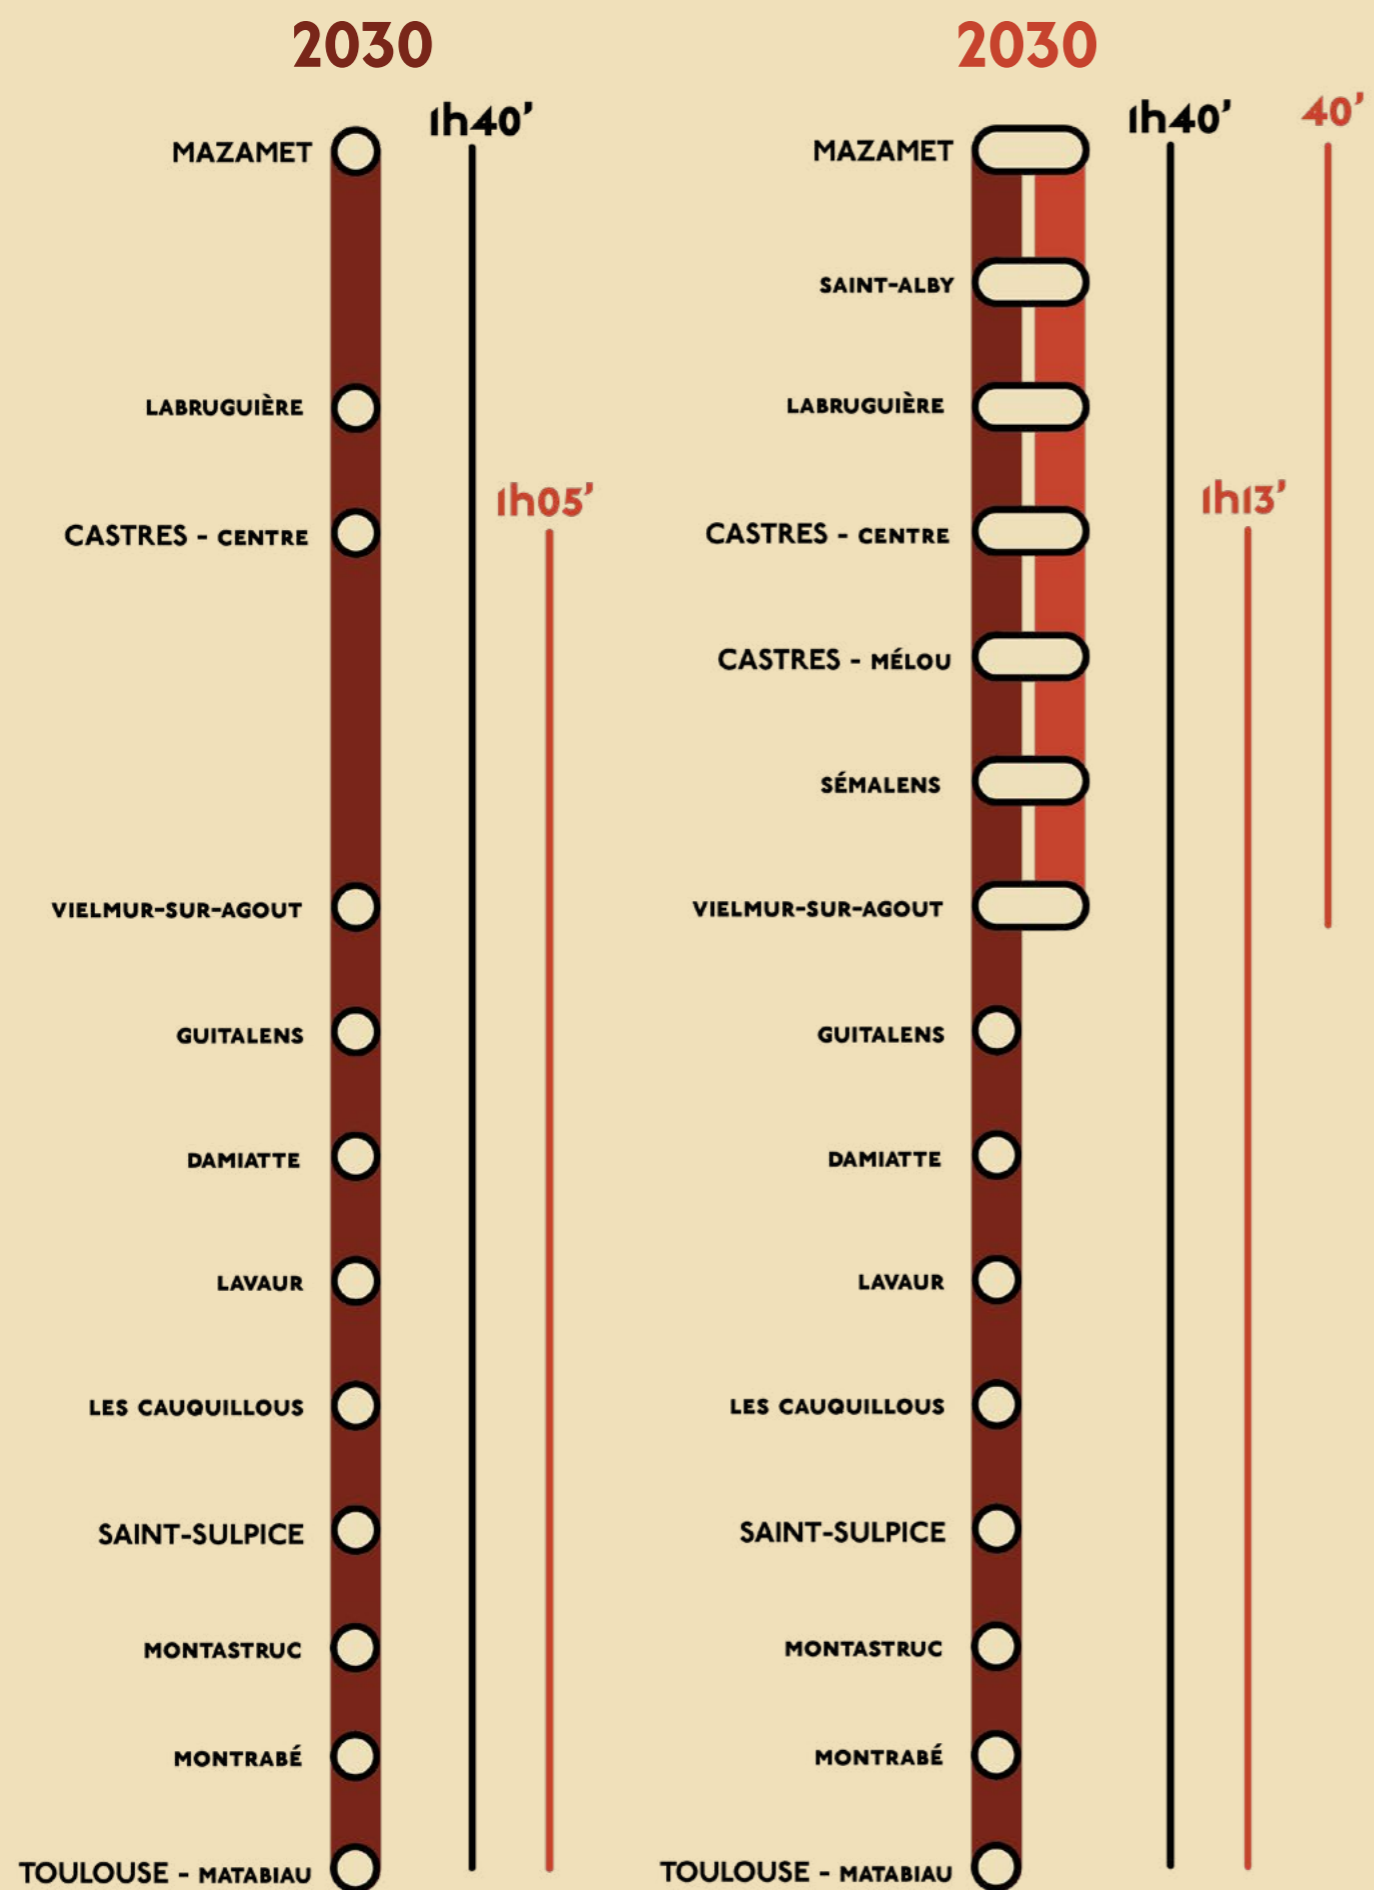 2030
1h40’
MAZAMET
LABRUGUIÈRE
1h05’
CASTRES - CENTRE
VIELMUR-SUR-AGOUT
GUITALENS
DAMIATTE
LAVAUR
LES CAUQUILLOUS
SAINT-SULPICE
MONTASTRUC
MONTRABÉ
TOULOUSE - MATABIAU
2030
1h40’
40’
MAZAMET
SAINT-ALBY
LABRUGUIÈRE
1h13’
CASTRES - CENTRE
CASTRES - MÉLOU
SÉMALENS
VIELMUR-SUR-AGOUT
GUITALENS
DAMIATTE
LAVAUR
LES CAUQUILLOUS
SAINT-SULPICE
MONTASTRUC
MONTRABÉ
TOULOUSE - MATABIAU